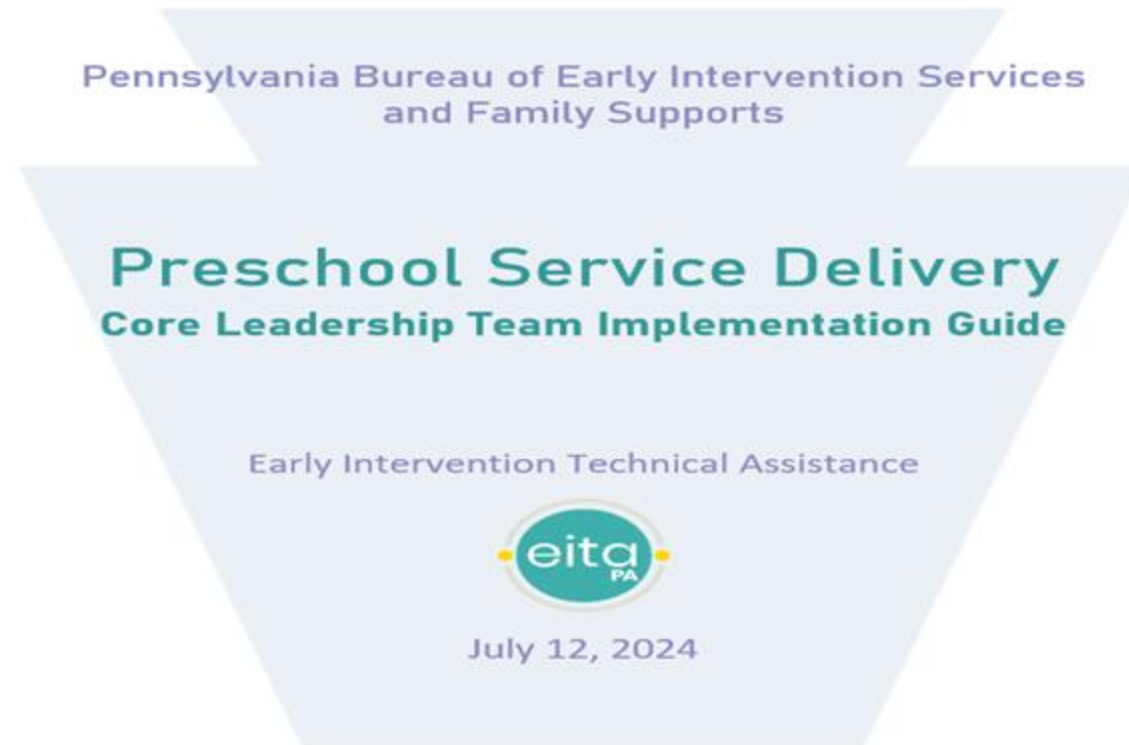 Pennsylvania Bureau of Early Intervention Services
and Family Supports
Preschool Service Delivery
Core Leadership Team Implementation Guide
Early Intervention Technical Assistance
eita
PA
July 12, 2024